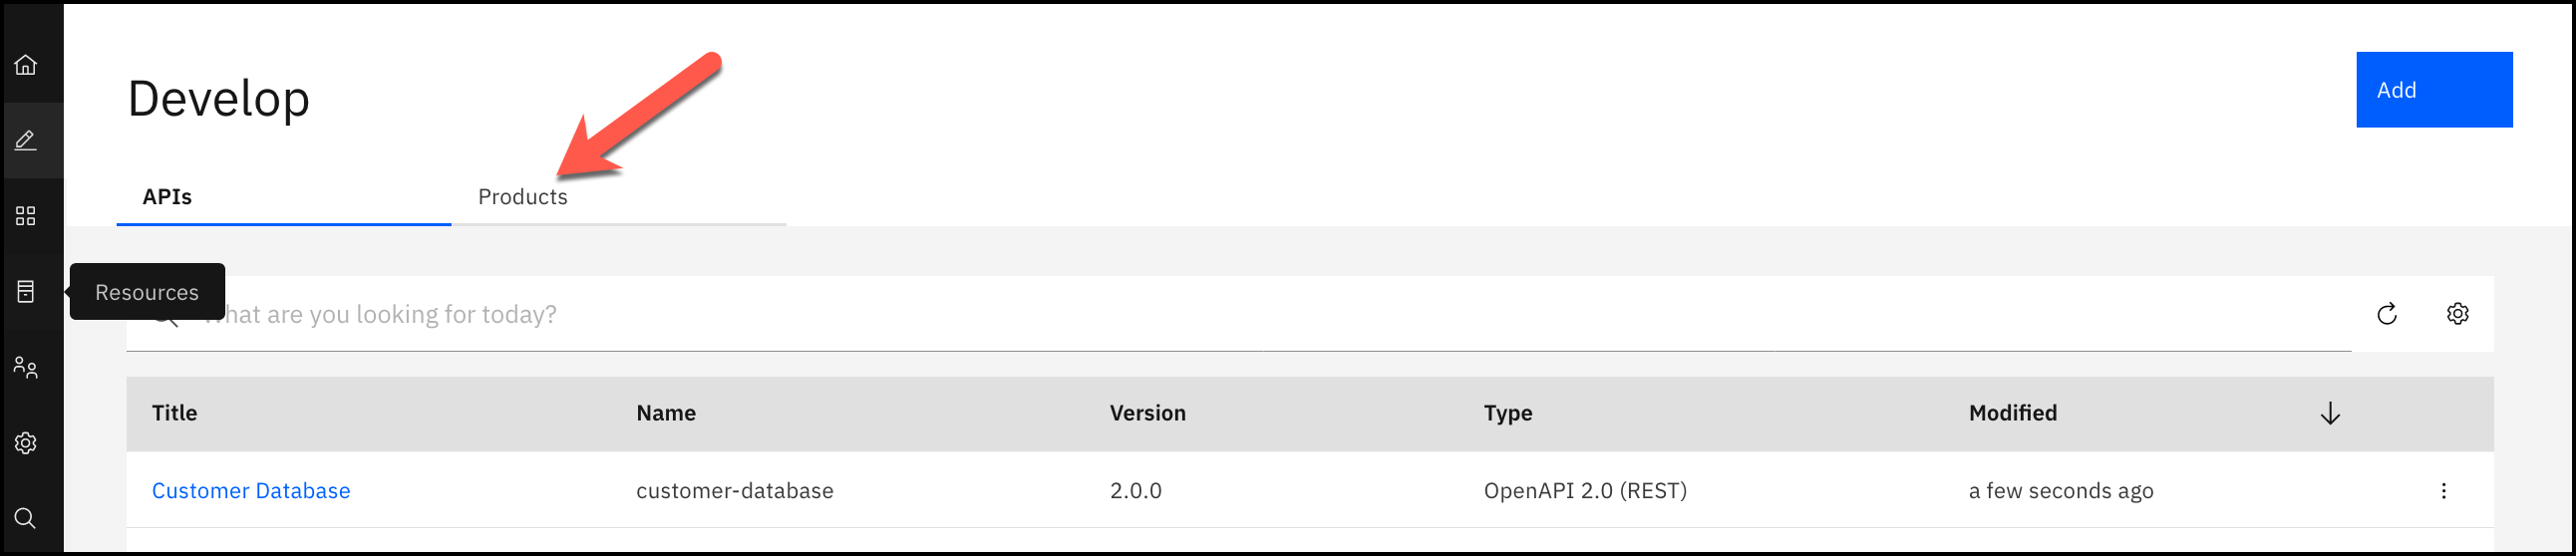 Develop
Add
APIs Products
Resources
What are you looking for today?
Title Name Version Type Modified
Customer Database customer-database 2.0.0 OpenAPI 2.0 (REST) a few seconds ago